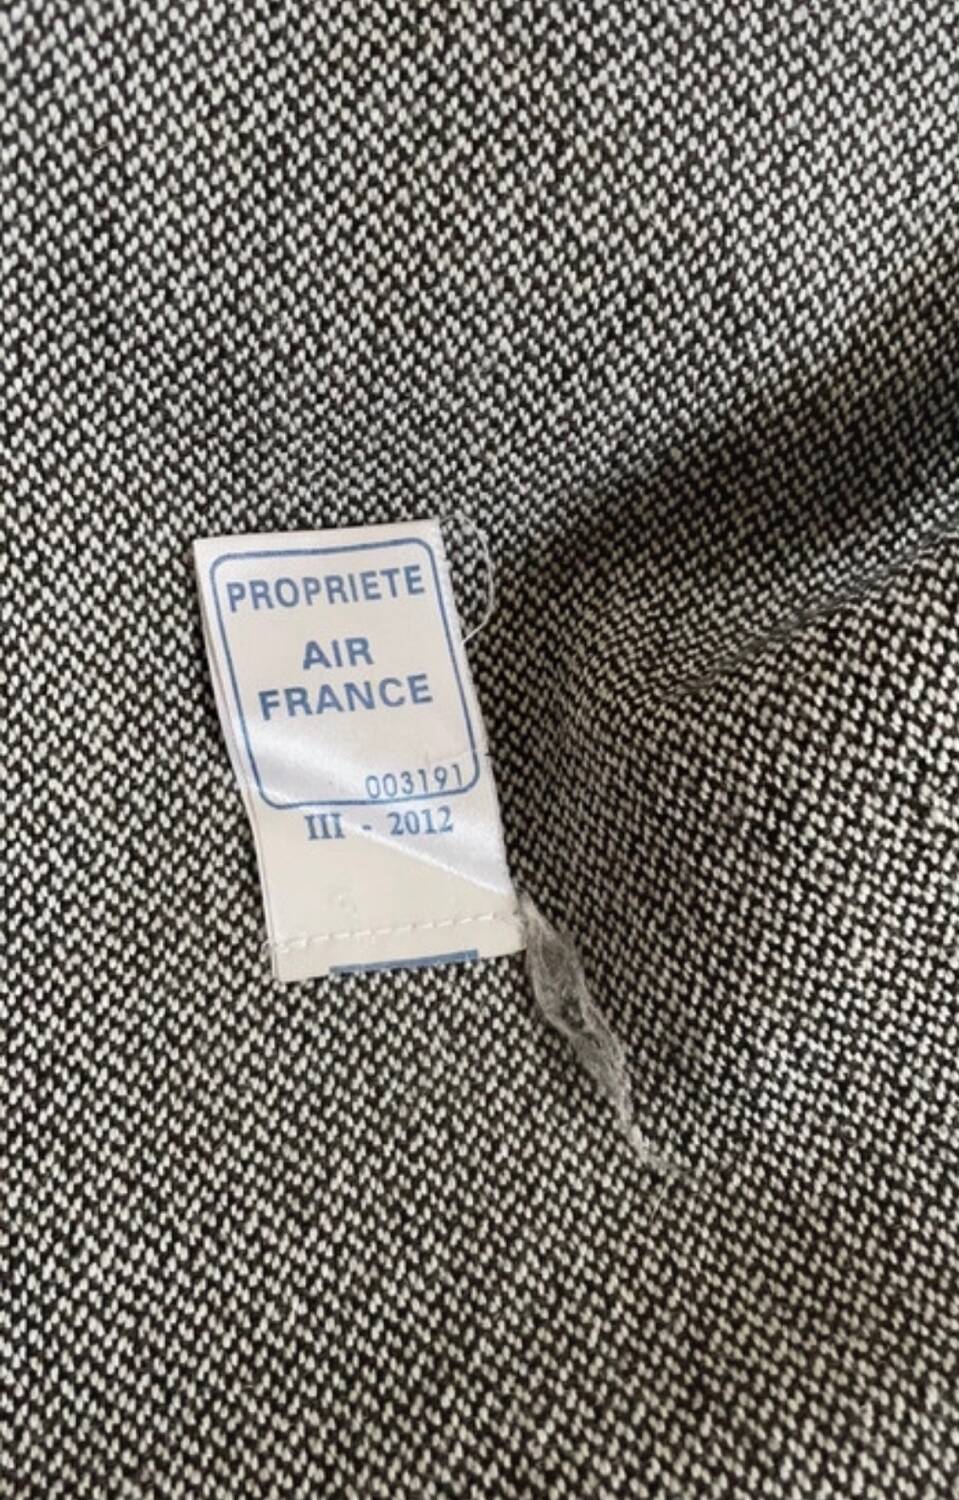 PROPRIETE
AIR
FRANCE
003191
III - 2012